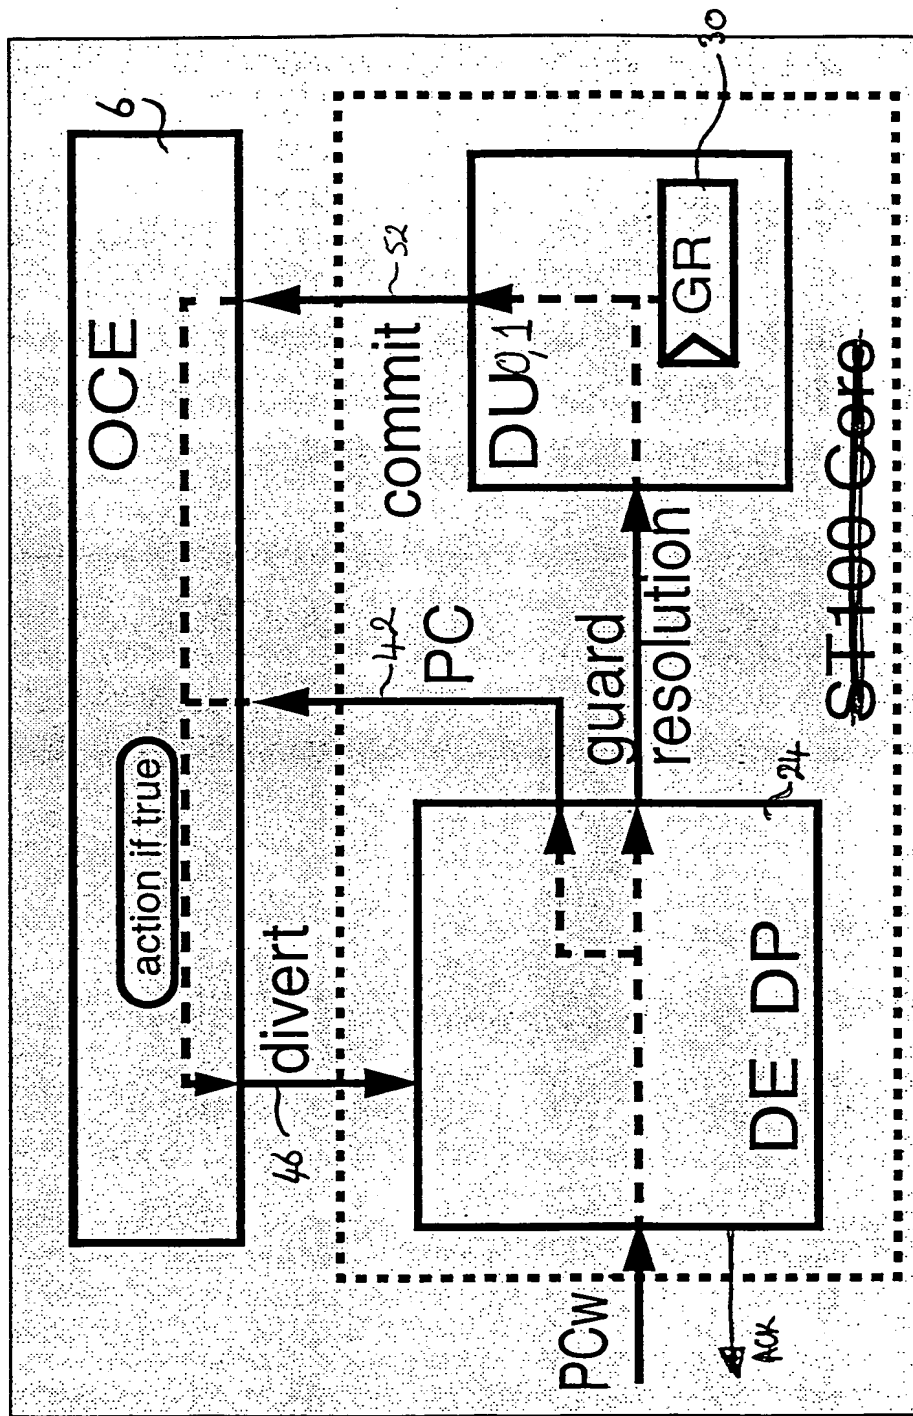 6
OCE
action if true
46
divert
42
PC
commit
52
30
DU0,1
GR
guard
resolution
24
DE DP
PCW
ACK
ST100 Core